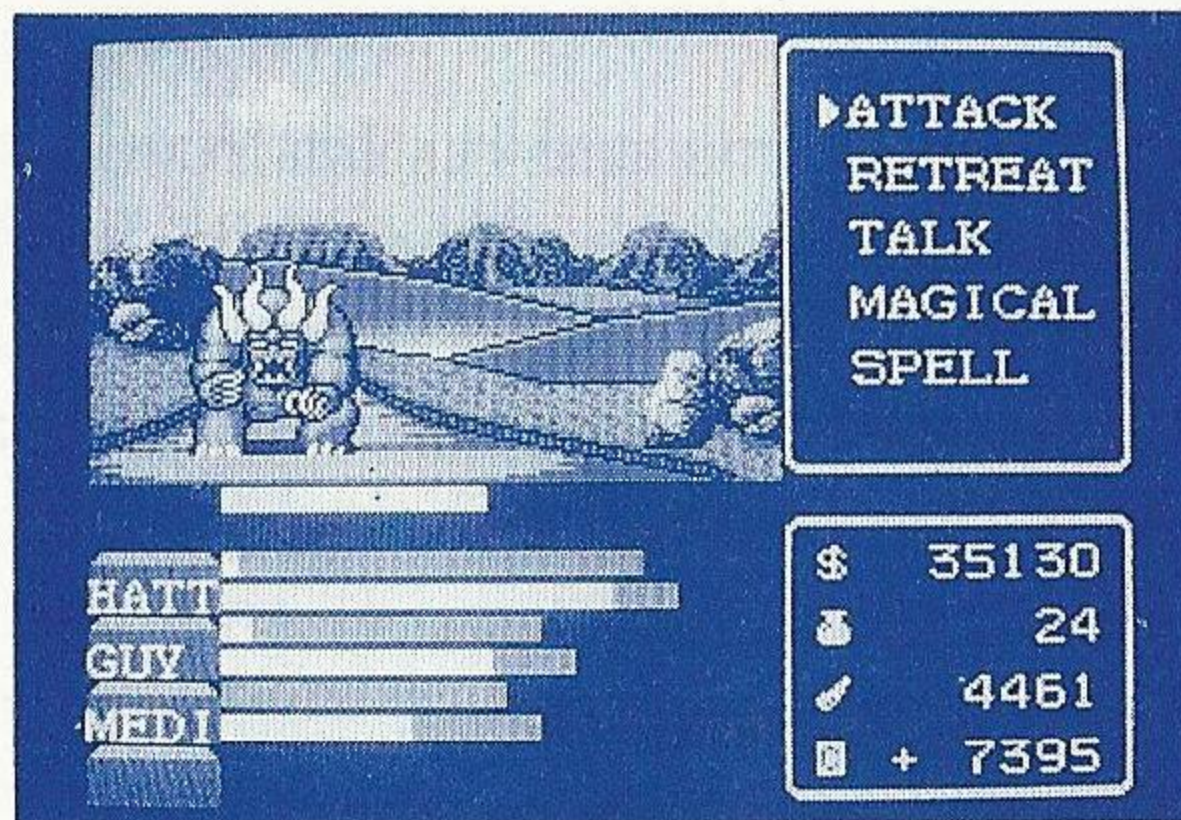 ATTACK
RETREAT
TALK
MAGICAL
SPELL
HATT
GUY
MEDI
$ 35130
24
4461
+ 7395